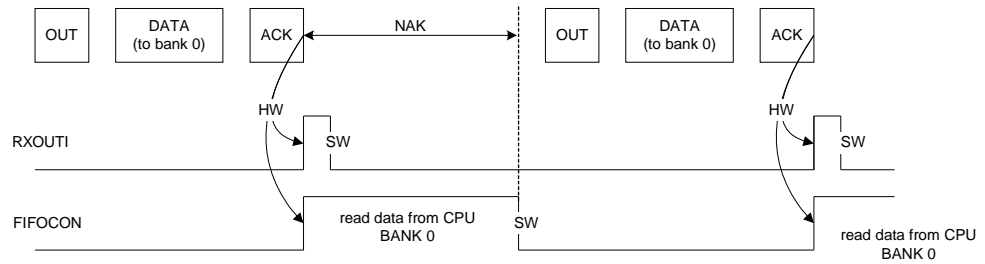 OUT
DATA
(to bank 0)
ACK
NAK
OUT
DATA
(to bank 0)
ACK
HW
HW
RXOUTI
SW
SW
FIFOCON
read data from CPU
BANK 0
SW
read data from CPU
BANK 0